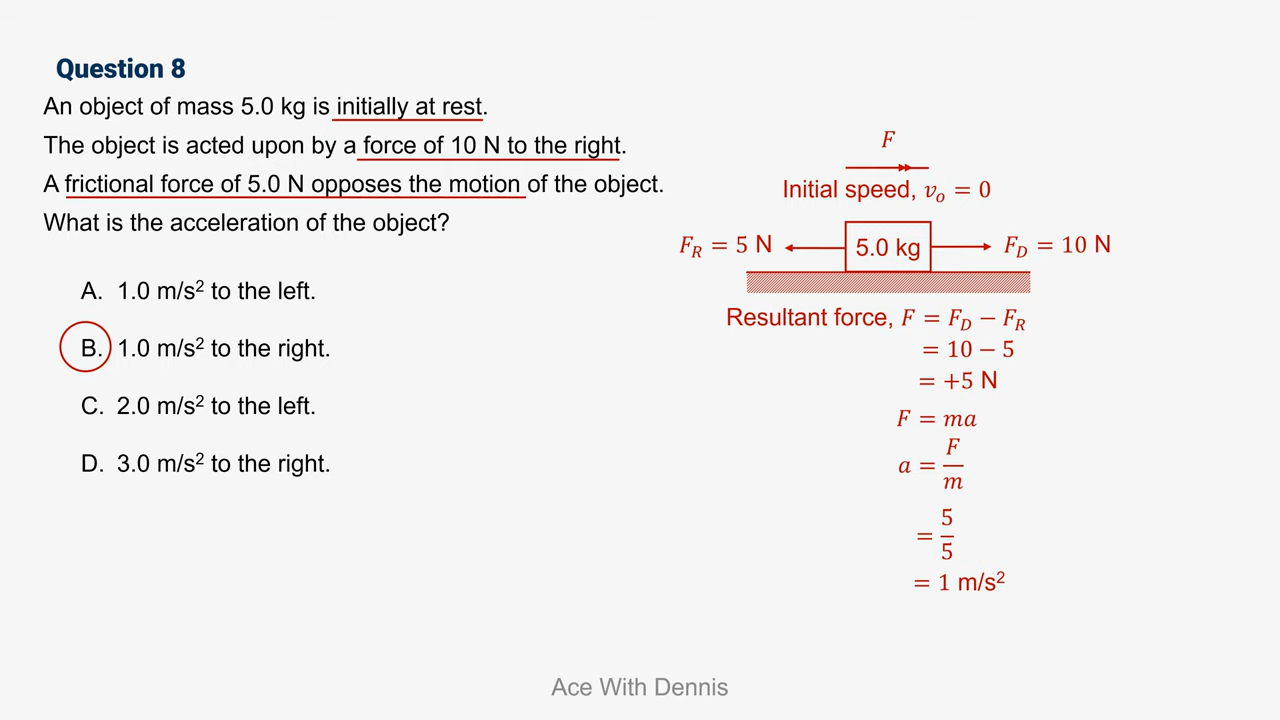 Question 8
An object of mass 5.0 kg is initially at rest.
The object is acted upon by a force of 10 N to the right.
A frictional force of 5.0 N opposes the motion of the object.
What is the acceleration of the object?
A. 1.0 m/s² to the left.
B. 1.0 m/s² to the right.
C. 2.0 m/s² to the left.
D. 3.0 m/s² to the right.
F
Initial speed, vₒ = 0
F_R = 5 N
5.0 kg
F_D = 10 N
Resultant force, F = F_D − F_R
= 10 − 5
= +5 N
F = ma
a = F/m
= 5/5
= 1 m/s²
Ace With Dennis